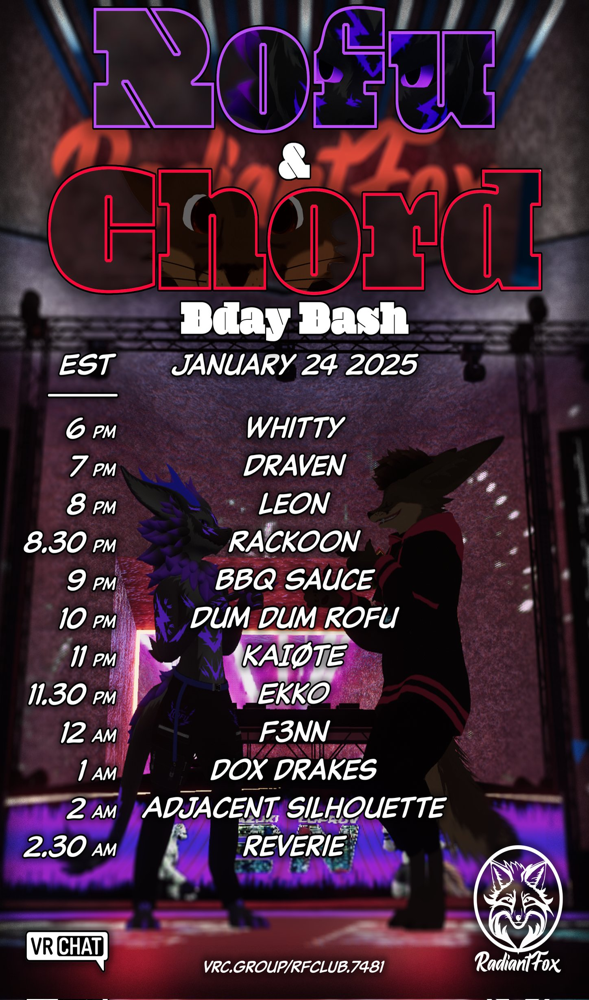 Rofu
RadiantFox
&
Chord
Bday Bash
EST JANUARY 24 2025
6 PM WHITTY
7 PM DRAVEN
8 PM LEON
8.30 PM RACKOON
9 PM BBQ SAUCE
10 PM DUM DUM ROFU
11 PM KAIØTE
11.30 PM EKKO
12 AM F3NN
1 AM DOX DRAKES
2 AM ADJACENT SILHOUETTE
2.30 AM REVERIE
VRCHAT
VRC.GROUP/RFCLUB.7481
RadiantFox